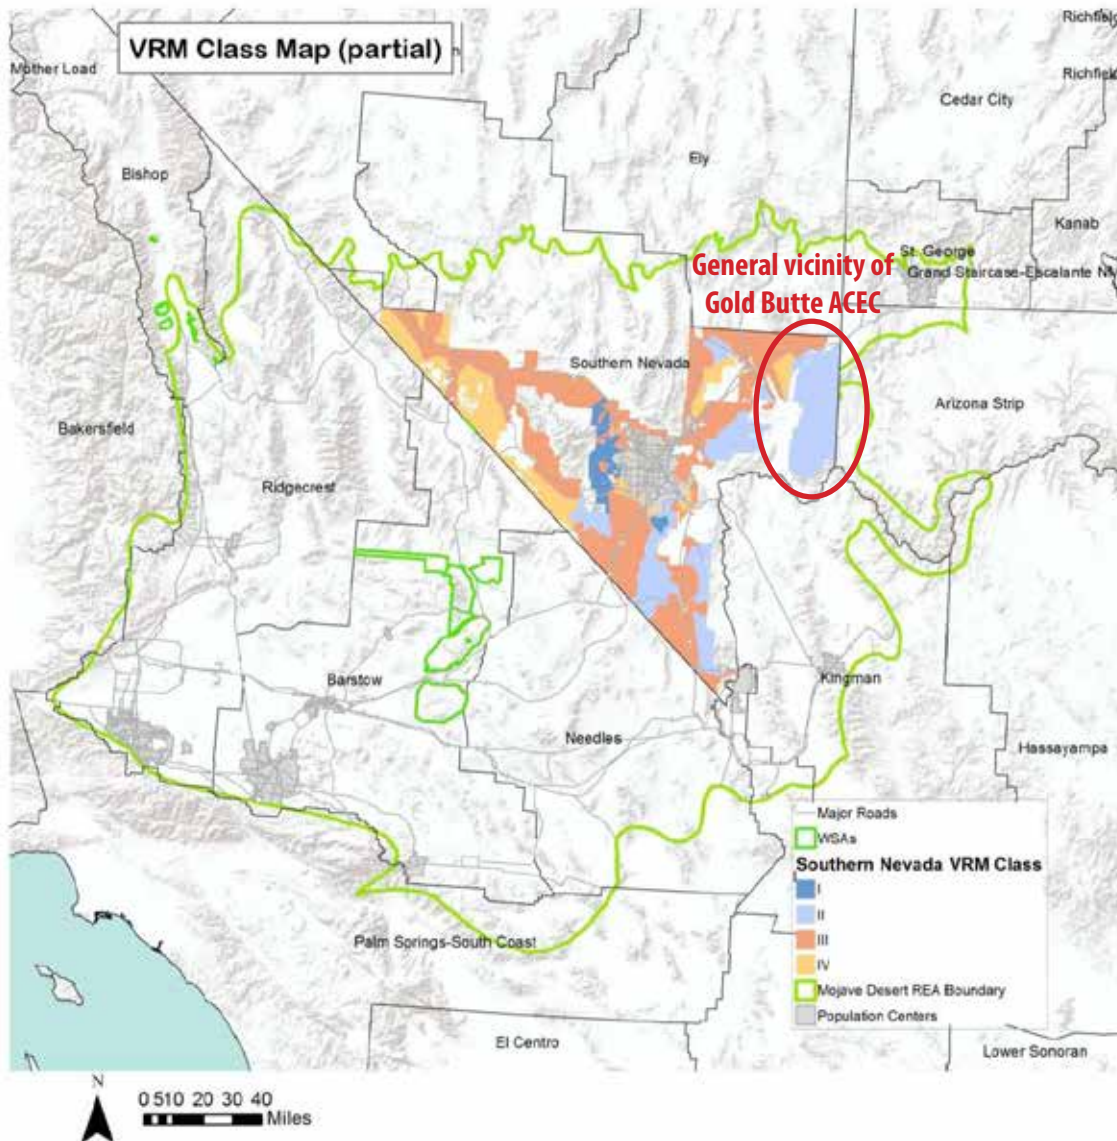 VRM Class Map (partial)
Richfield
Mother Load
Richfield
Cedar City
Ely
Bishop
Kanab
St. George
General vicinity of
Gold Butte ACEC
Grand Staircase-Escalante NM
Southern Nevada
Arizona Strip
Bakersfield
Ridgecrest
Barstow
Kingman
Needles
Hassayampa
Major Roads
WSAs
Southern Nevada VRM Class
I
II
III
IV
Mojave Desert REA Boundary
Population Centers
Palm Springs-South Coast
El Centro
Lower Sonoran
N
0 5 10 20 30 40
Miles